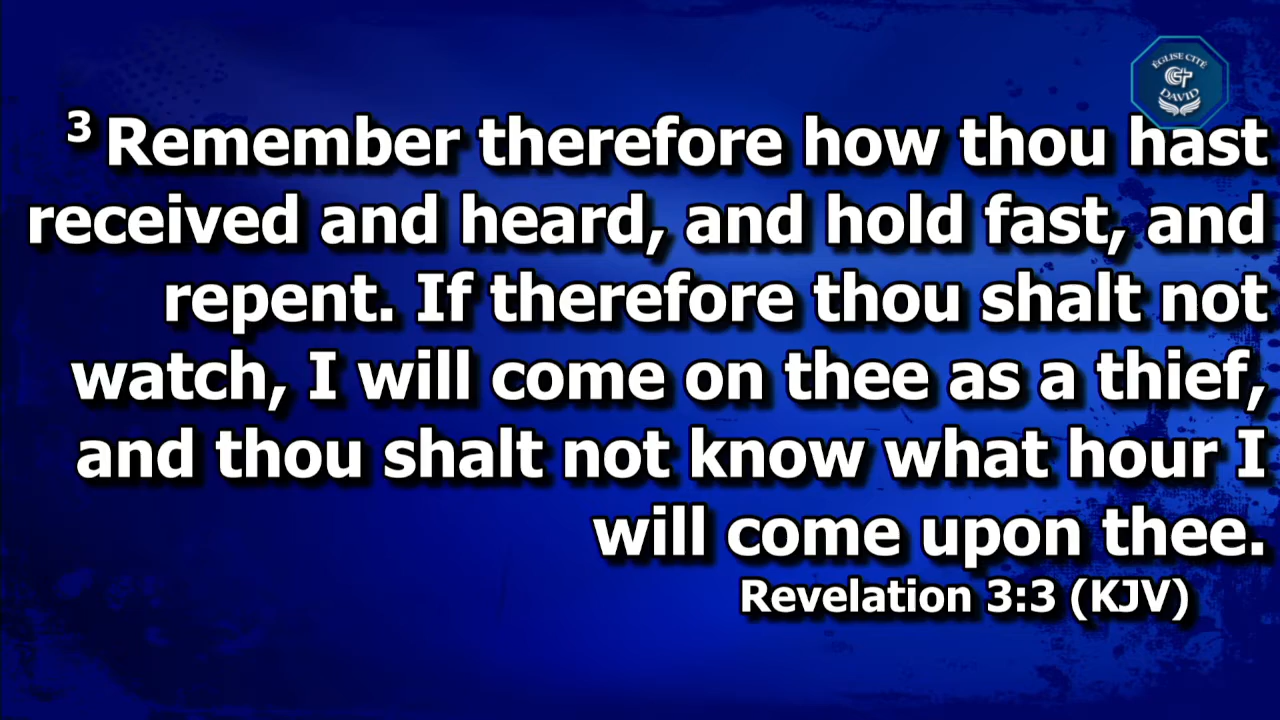 ÉGLISE CITÉ
DAVID
3 Remember therefore how thou hast
received and heard, and hold fast, and
repent. If therefore thou shalt not
watch, I will come on thee as a thief,
and thou shalt not know what hour I
will come upon thee.
Revelation 3:3 (KJV)